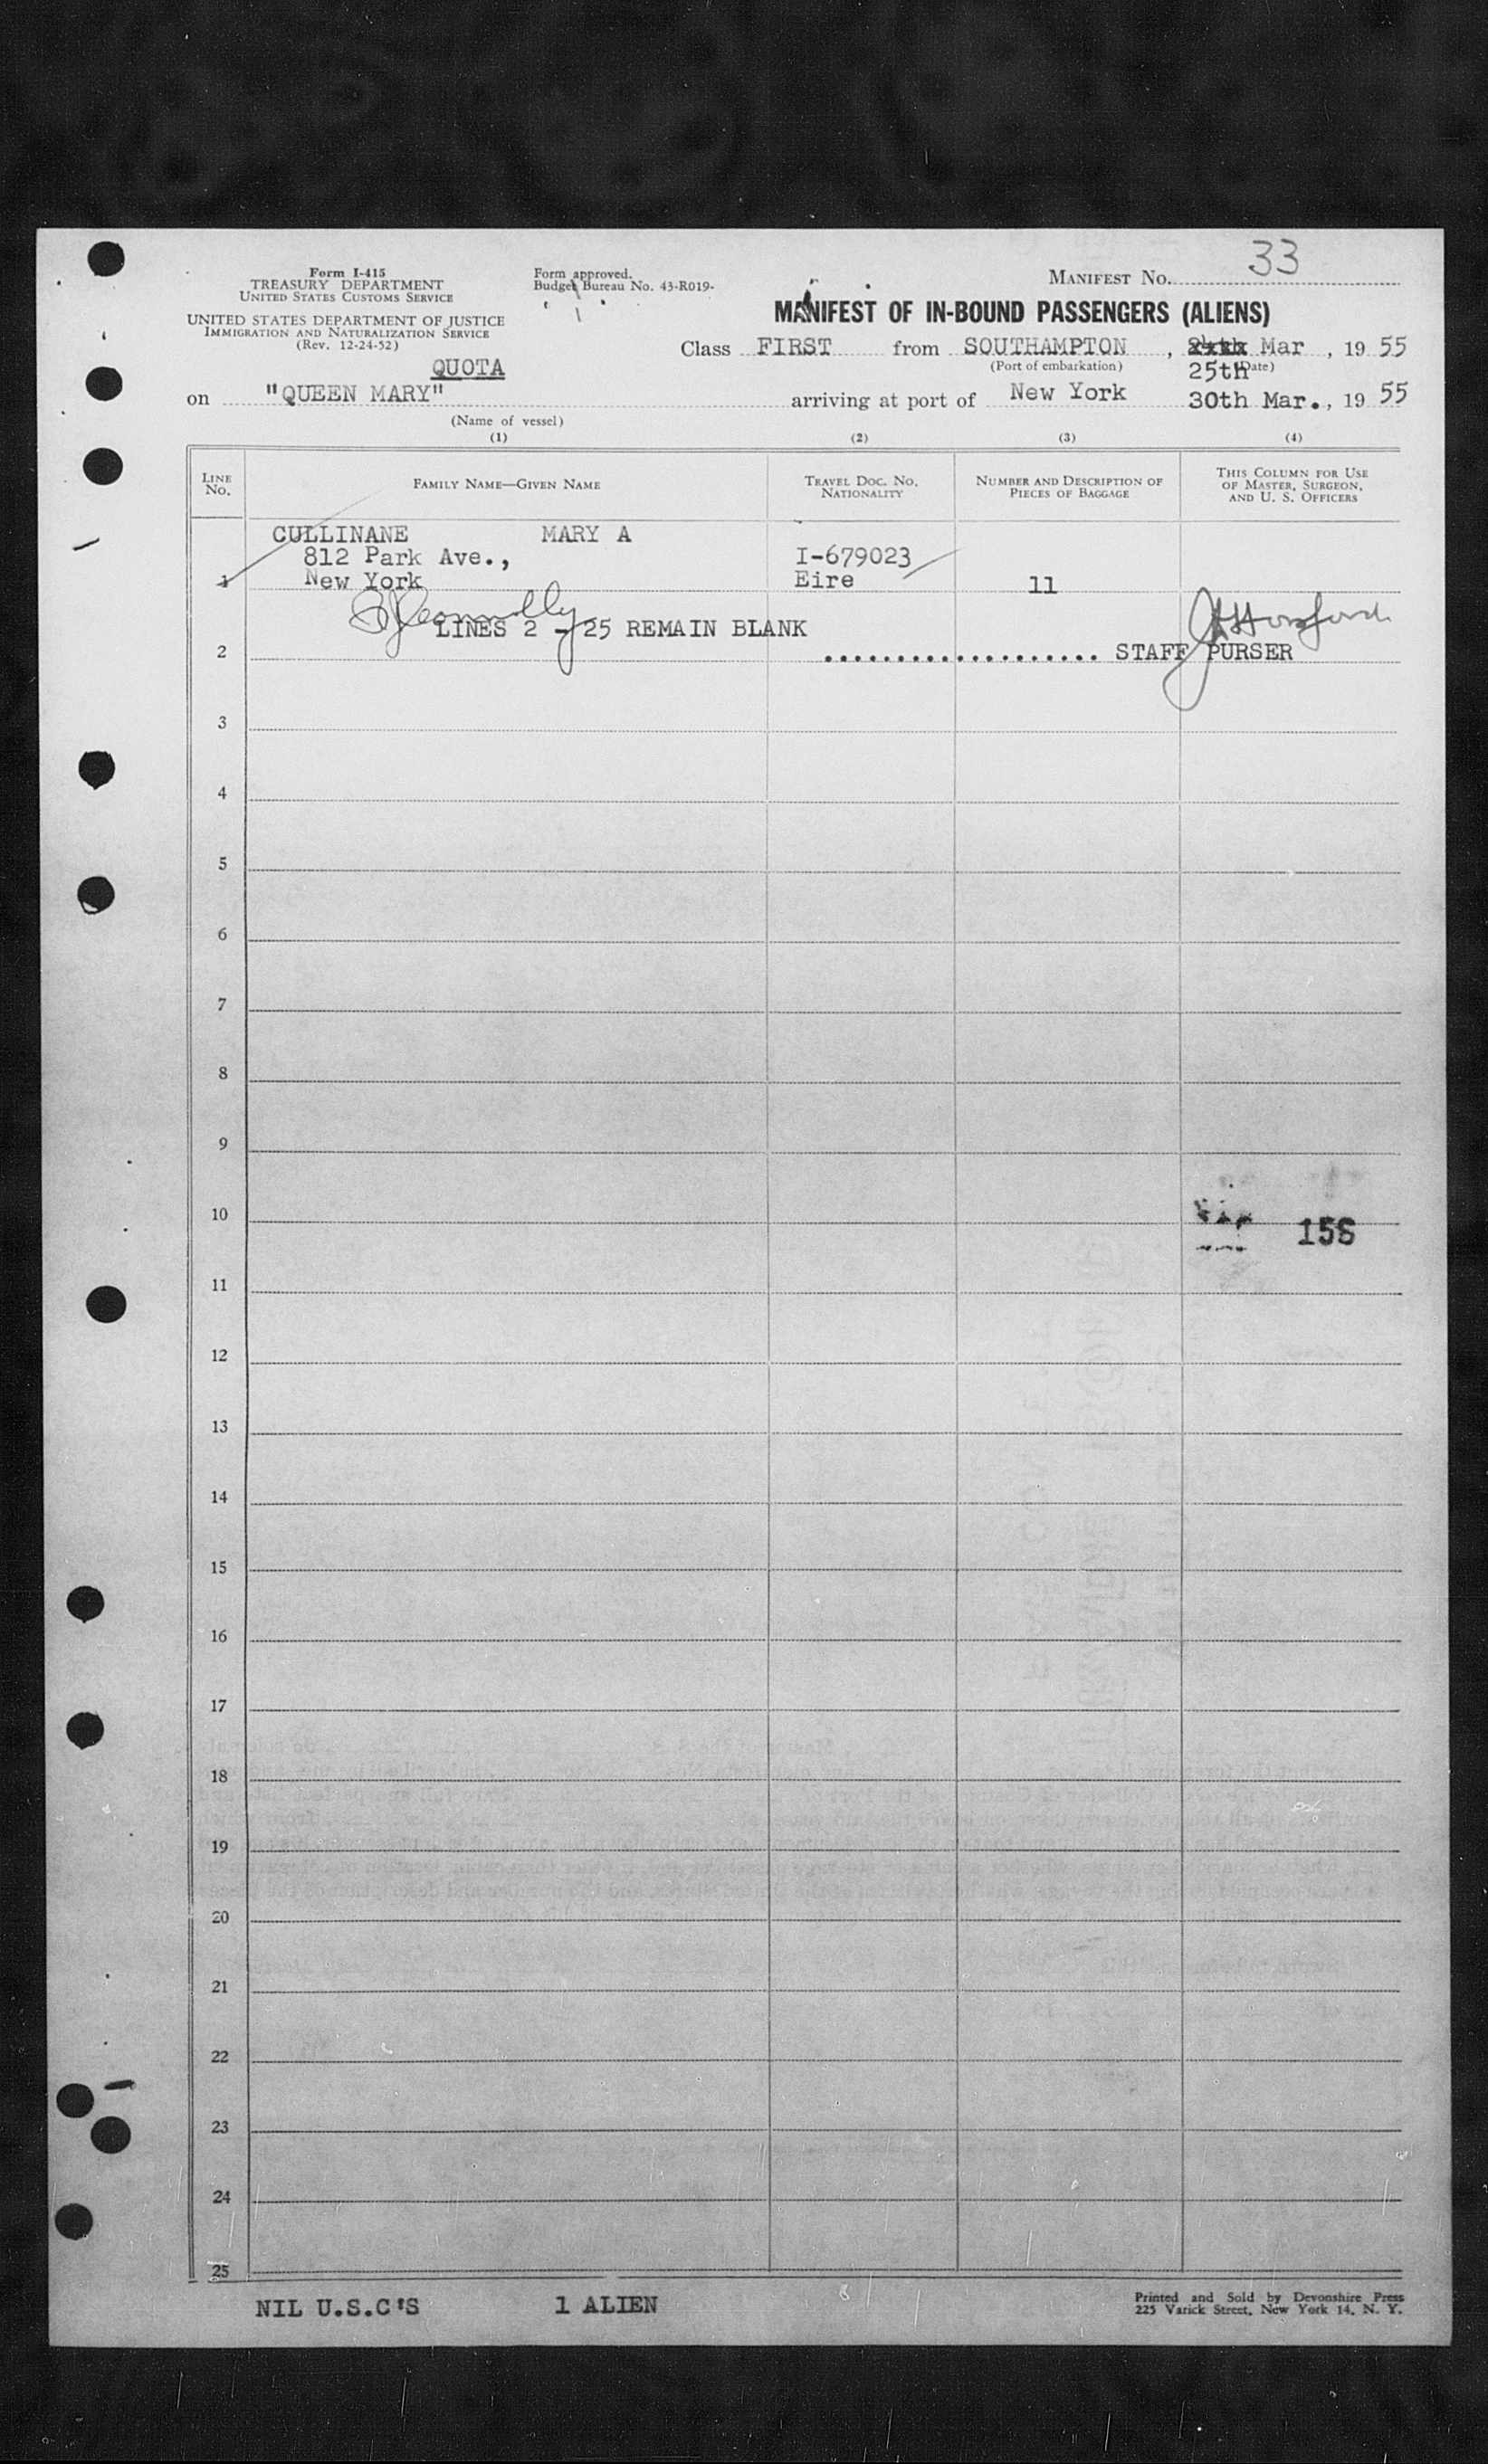 33
Form I-415
TREASURY DEPARTMENT
UNITED STATES CUSTOMS SERVICE
Form approved.
Budget Bureau No. 43-R019-
MANIFEST No.
MANIFEST OF IN-BOUND PASSENGERS (ALIENS)
UNITED STATES DEPARTMENT OF JUSTICE
IMMIGRATION AND NATURALIZATION SERVICE
(Rev. 12-24-52)
Class FIRST from SOUTHAMPTON , Mar , 19 55
(Port of embarkation) 25th (Date)
QUOTA
on "QUEEN MARY" arriving at port of New York 30th Mar., 19 55
(Name of vessel)
(1) (2) (3) (4)
LINE No. FAMILY NAME—GIVEN NAME TRAVEL DOC. NO. NATIONALITY NUMBER AND DESCRIPTION OF PIECES OF BAGGAGE THIS COLUMN FOR USE OF MASTER, SURGEON, AND U. S. OFFICERS
CULLINANE MARY A
812 Park Ave., I-679023
1 New York Eire 11
LINES 2 - 25 REMAIN BLANK
2 ................... STAFF PURSER
3
4
5
6
7
8
9
10
156
11
12
13
14
15
16
17
18
19
20
21
22
23
24
25
NIL U.S.C'S 1 ALIEN
Printed and Sold by Devonshire Press
225 Varick Street, New York 14, N. Y.